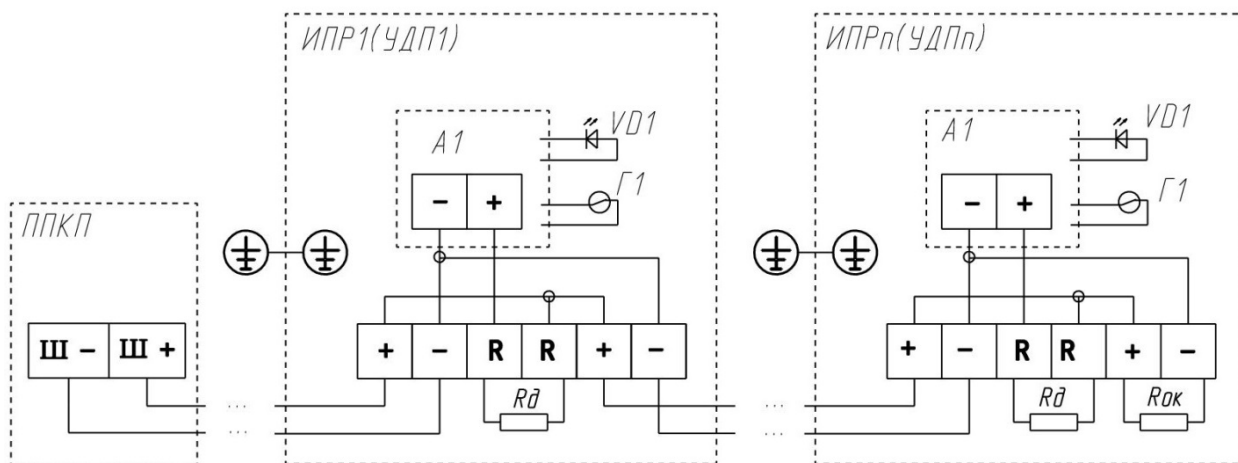 ИПР1(УДП1)
ИПРn(УДПn)
A1
VD1
A1
VD1
Г1
Г1
- +
- +
ППКП
Ш - Ш +
+ - R R + -
+ - R R + -
Rд
Rд
Rок
... ...
... ...